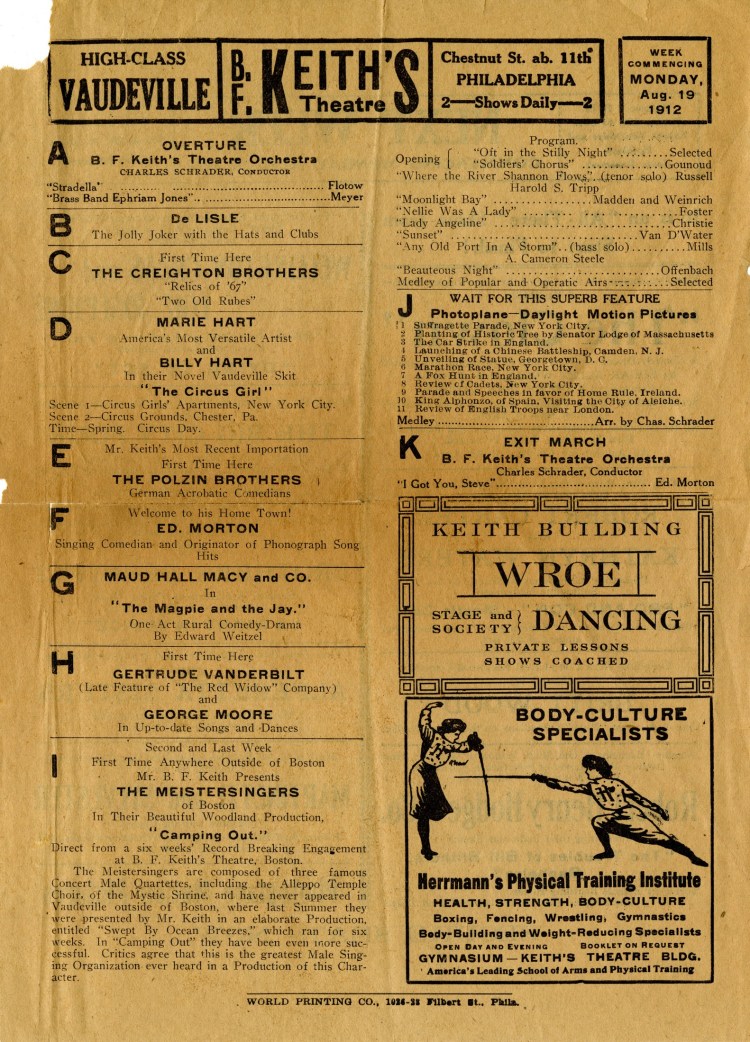 HIGH-CLASS
VAUDEVILLE
B. F. KEITH'S
Theatre
Chestnut St. ab. 11th
PHILADELPHIA
2—Shows Daily—2
WEEK
COMMENCING
MONDAY,
Aug. 19
1912
A OVERTURE
B. F. Keith's Theatre Orchestra
CHARLES SCHRADER, CONDUCTOR
"Stradella" Flotow
"Brass Band Ephriam Jones" Meyer
B De LISLE
The Jolly Joker with the Hats and Clubs
C First Time Here
THE CREIGHTON BROTHERS
"Relics of '67"
"Two Old Rubes"
D MARIE HART
America's Most Versatile Artist
and
BILLY HART
In their Novel Vaudeville Skit
"The Circus Girl"
Scene 1—Circus Girls' Apartments, New York City.
Scene 2—Circus Grounds, Chester, Pa.
Time—Spring. Circus Day.
E Mr. Keith's Most Recent Importation
First Time Here
THE POLZIN BROTHERS
German Acrobatic Comedians
F Welcome to his Home Town!
ED. MORTON
Singing Comedian and Originator of Phonograph Song
Hits
G MAUD HALL MACY and CO.
In
"The Magpie and the Jay."
One Act Rural Comedy-Drama
By Edward Weitzel
H First Time Here
GERTRUDE VANDERBILT
(Late Feature of "The Red Widow" Company)
and
GEORGE MOORE
In Up-to-date Songs and Dances
I Second and Last Week
First Time Anywhere Outside of Boston
Mr. B. F. Keith Presents
THE MEISTERSINGERS
of Boston
In Their Beautiful Woodland Production,
"Camping Out."
Direct from a six weeks' Record Breaking Engagement
at B. F. Keith's Theatre, Boston.
The Meistersingers are composed of three famous
Concert Male Quartettes, including the Alleppo Temple
Choir, of the Mystic Shrine, and have never appeared in
Vaudeville outside of Boston, where last Summer they
were presented by Mr. Keith in an elaborate Production,
entitled "Swept By Ocean Breezes," which ran for six
weeks. In "Camping Out" they have been even more suc-
cessful. Critics agree that this is the greatest Male Sing-
ing Organization ever heard in a Production of this Char-
acter.
Program.
Opening { "Oft in the Stilly Night" Selected
"Soldiers' Chorus" Gounoud
"Where the River Shannon Flows," (tenor solo) Russell
Harold S. Tripp
"Moonlight Bay" Madden and Weinrich
"Nellie Was A Lady" Foster
"Lady Angeline" Christie
"Sunset" Van D'Water
"Any Old Port In A Storm" (bass solo) Mills
A. Cameron Steele
"Beauteous Night" Offenbach
Medley of Popular and Operatic Airs Selected
J WAIT FOR THIS SUPERB FEATURE
Photoplane—Daylight Motion Pictures
1 Suffragette Parade, New York City.
2 Planting of Historic Tree by Senator Lodge of Massachusetts
3 The Car Strike in England.
4 Launching of a Chinese Battleship, Camden, N. J.
5 Unveiling of Statue, Georgetown, D. C.
6 Marathon Race, New York City.
7 A Fox Hunt in England.
8 Review of Cadets, New York City.
9 Parade and Speeches in favor of Home Rule, Ireland.
10 King Alphonzo, of Spain, Visiting the City of Aleiche.
11 Review of English Troops near London.
Medley Arr. by Chas. Schrader
K EXIT MARCH
B. F. Keith's Theatre Orchestra
Charles Schrader, Conductor
"I Got You, Steve" Ed. Morton
KEITH BUILDING
WROE
STAGE and SOCIETY } DANCING
PRIVATE LESSONS
SHOWS COACHED
BODY-CULTURE
SPECIALISTS
Herrmann's Physical Training Institute
HEALTH, STRENGTH, BODY-CULTURE
Boxing, Fencing, Wrestling, Gymnastics
Body-Building and Weight-Reducing Specialists
OPEN DAY AND EVENING BOOKLET ON REQUEST
GYMNASIUM—KEITH'S THEATRE BLDG.
America's Leading School of Arms and Physical Training
WORLD PRINTING CO., 1026-28 Filbert St., Phila.